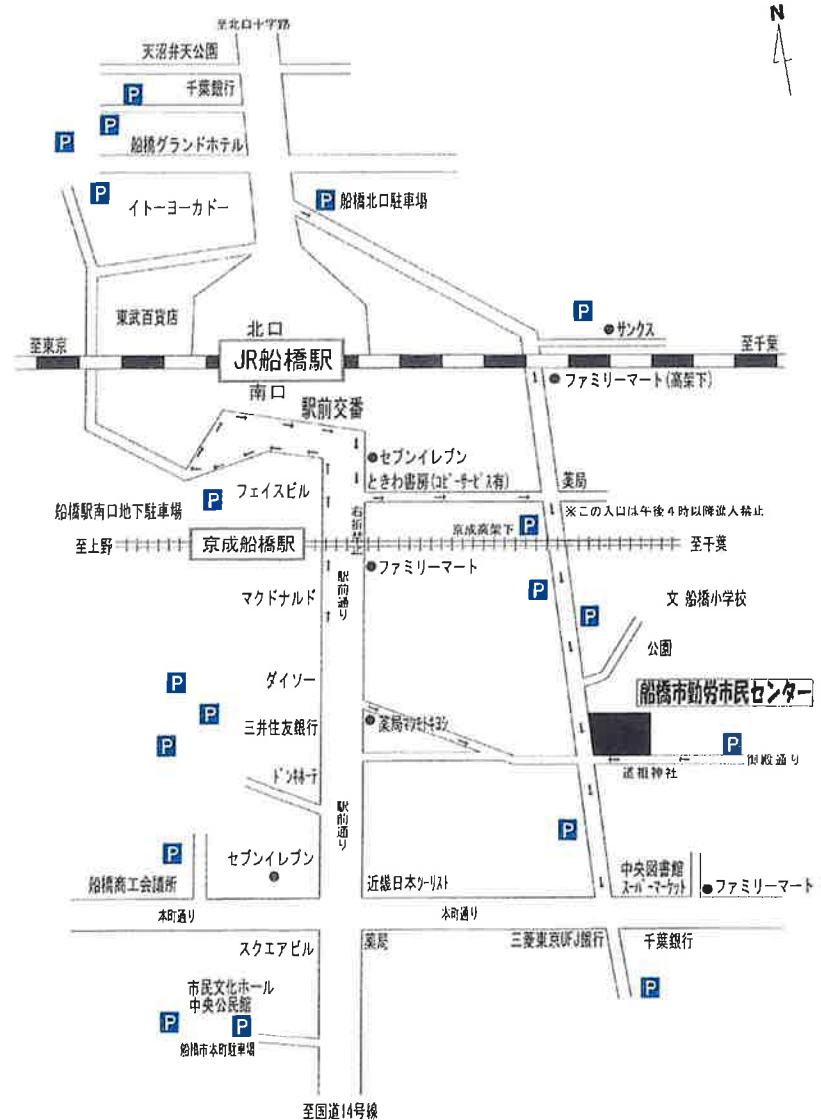 至北口十字路
N
天沼弁天公園
P
千葉銀行
P
P
船橋グランドホテル
P
イトーヨーカドー
P 船橋北口駐車場
東武百貨店
北口
P
サンクス
至東京
JR船橋駅
至千葉
南口
ファミリーマート(高架下)
駅前交番
セブンイレブン
ときわ書房(コピーサービス有)
薬局
フェイスビル
P
船橋駅南口地下駐車場
右折禁止
※この入口は午後4時以降進入禁止
京成高架下
P
至上野
京成船橋駅
至千葉
ファミリーマート
駅前通り
マクドナルド
P
文 船橋小学校
P
公園
ダイソー
P
船橋市勤労市民センター
P
三井住友銀行
薬局マツモトキヨシ
P
P
御殿通り
道祖神社
ドンキホーテ
駅前通り
P
P
セブンイレブン
中央図書館
スーパーマーケット
船橋商工会議所
近畿日本ツーリスト
ファミリーマート
本町通り
本町通り
スクエアビル
薬局
三菱東京UFJ銀行
千葉銀行
市民文化ホール
中央公民館
P
P
P
船橋市本町駐車場
至国道14号線